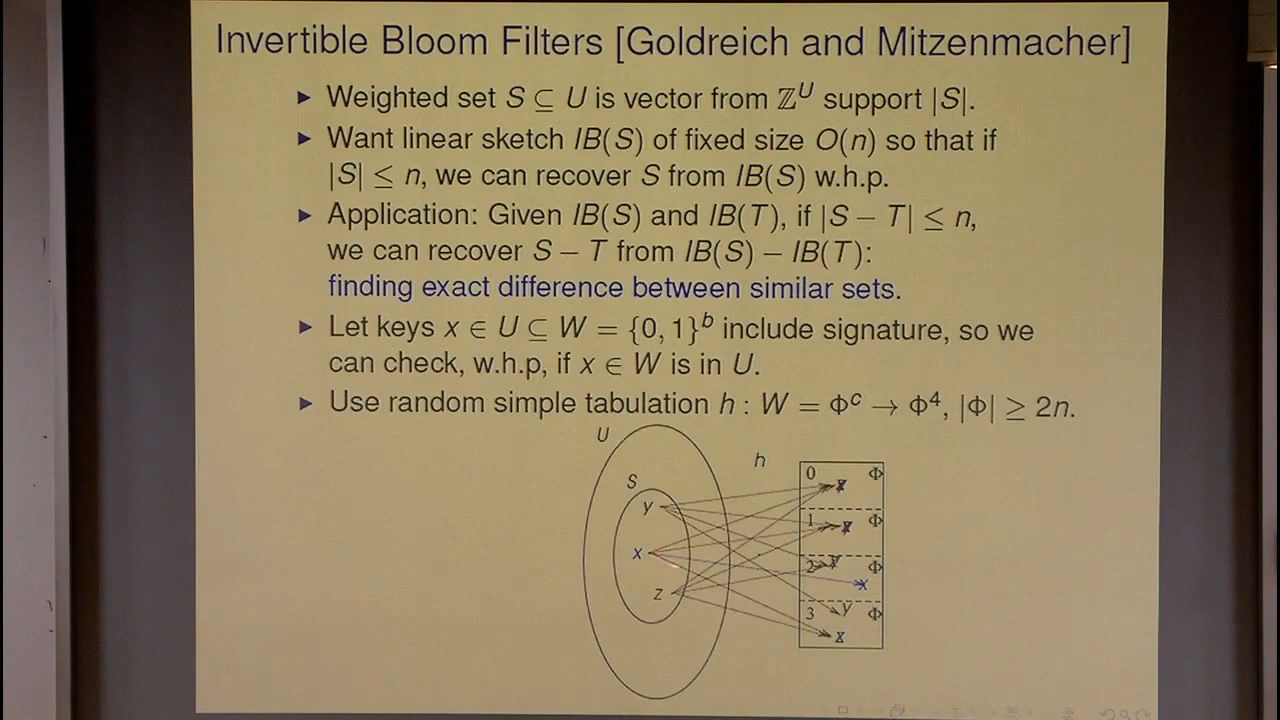 Invertible Bloom Filters [Goldreich and Mitzenmacher]
► Weighted set S ⊆ U is vector from ℤ^U support |S|.
► Want linear sketch IB(S) of fixed size O(n) so that if
|S| ≤ n, we can recover S from IB(S) w.h.p.
► Application: Given IB(S) and IB(T), if |S − T| ≤ n,
we can recover S − T from IB(S) − IB(T):
finding exact difference between similar sets.
► Let keys x ∈ U ⊆ W = {0, 1}^b include signature, so we
can check, w.h.p, if x ∈ W is in U.
► Use random simple tabulation h : W = Φ^c → Φ^4, |Φ| ≥ 2n.
U
h
0 Φ
S
y
1 Φ
x
2 Φ
x
z
3 y Φ